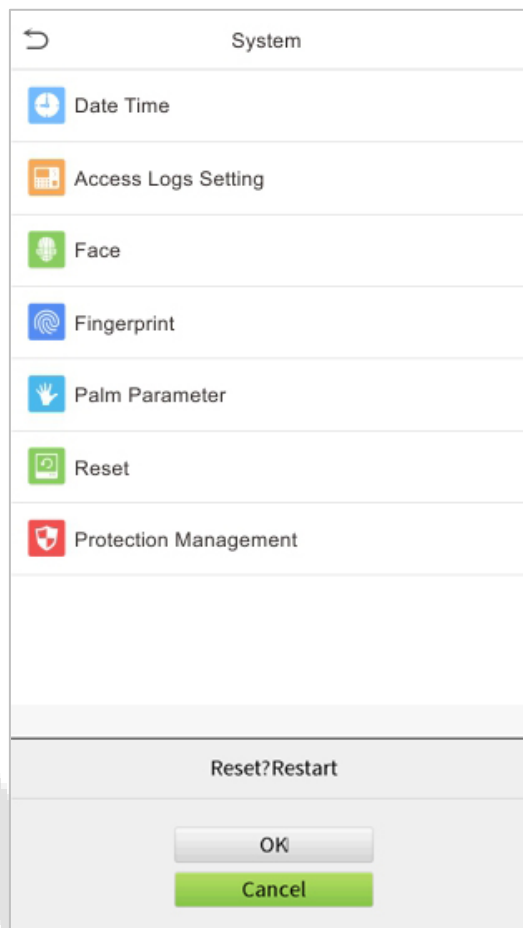 System
Date Time
Access Logs Setting
Face
Fingerprint
Palm Parameter
Reset
Protection Management
Reset?Restart
OK
Cancel